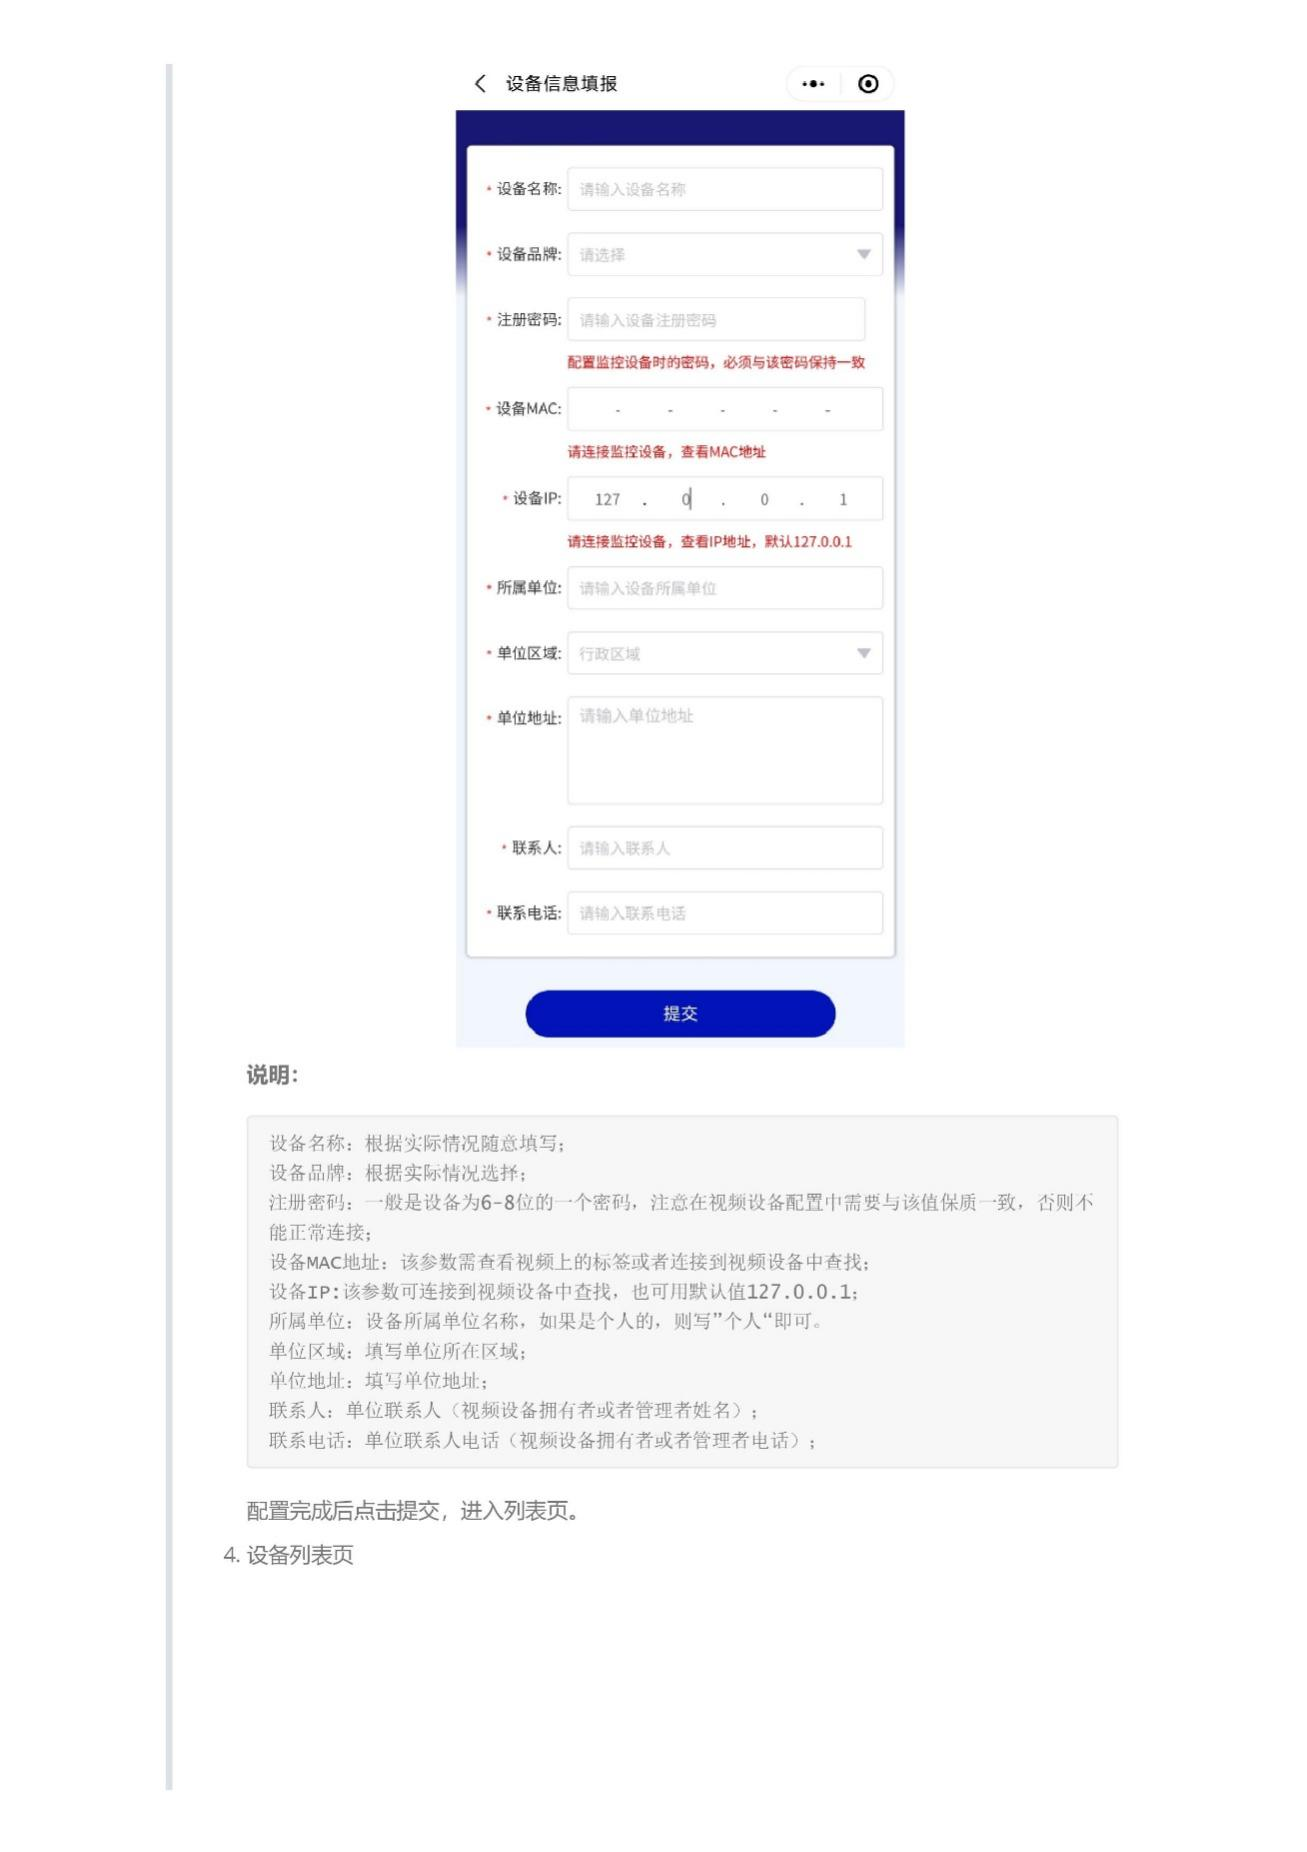 设备信息填报
* 设备名称: 请输入设备名称
* 设备品牌: 请选择
* 注册密码: 请输入设备注册密码
配置监控设备时的密码，必须与该密码保持一致
* 设备MAC: - - - - -
请连接监控设备，查看MAC地址
* 设备IP: 127 . 0 . 0 . 1
请连接监控设备，查看IP地址，默认127.0.0.1
* 所属单位: 请输入设备所属单位
* 单位区域: 行政区域
* 单位地址: 请输入单位地址
* 联系人: 请输入联系人
* 联系电话: 请输入联系电话
提交
说明：
设备名称：根据实际情况随意填写；
设备品牌：根据实际情况选择；
注册密码：一般是设备为6-8位的一个密码，注意在视频设备配置中需要与该值保质一致，否则不
能正常连接；
设备MAC地址：该参数需查看视频上的标签或者连接到视频设备中查找；
设备IP:该参数可连接到视频设备中查找，也可用默认值127.0.0.1；
所属单位：设备所属单位名称，如果是个人的，则写”个人“即可。
单位区域：填写单位所在区域；
单位地址：填写单位地址；
联系人：单位联系人（视频设备拥有者或者管理者姓名）；
联系电话：单位联系人电话（视频设备拥有者或者管理者电话）；
配置完成后点击提交，进入列表页。
4. 设备列表页